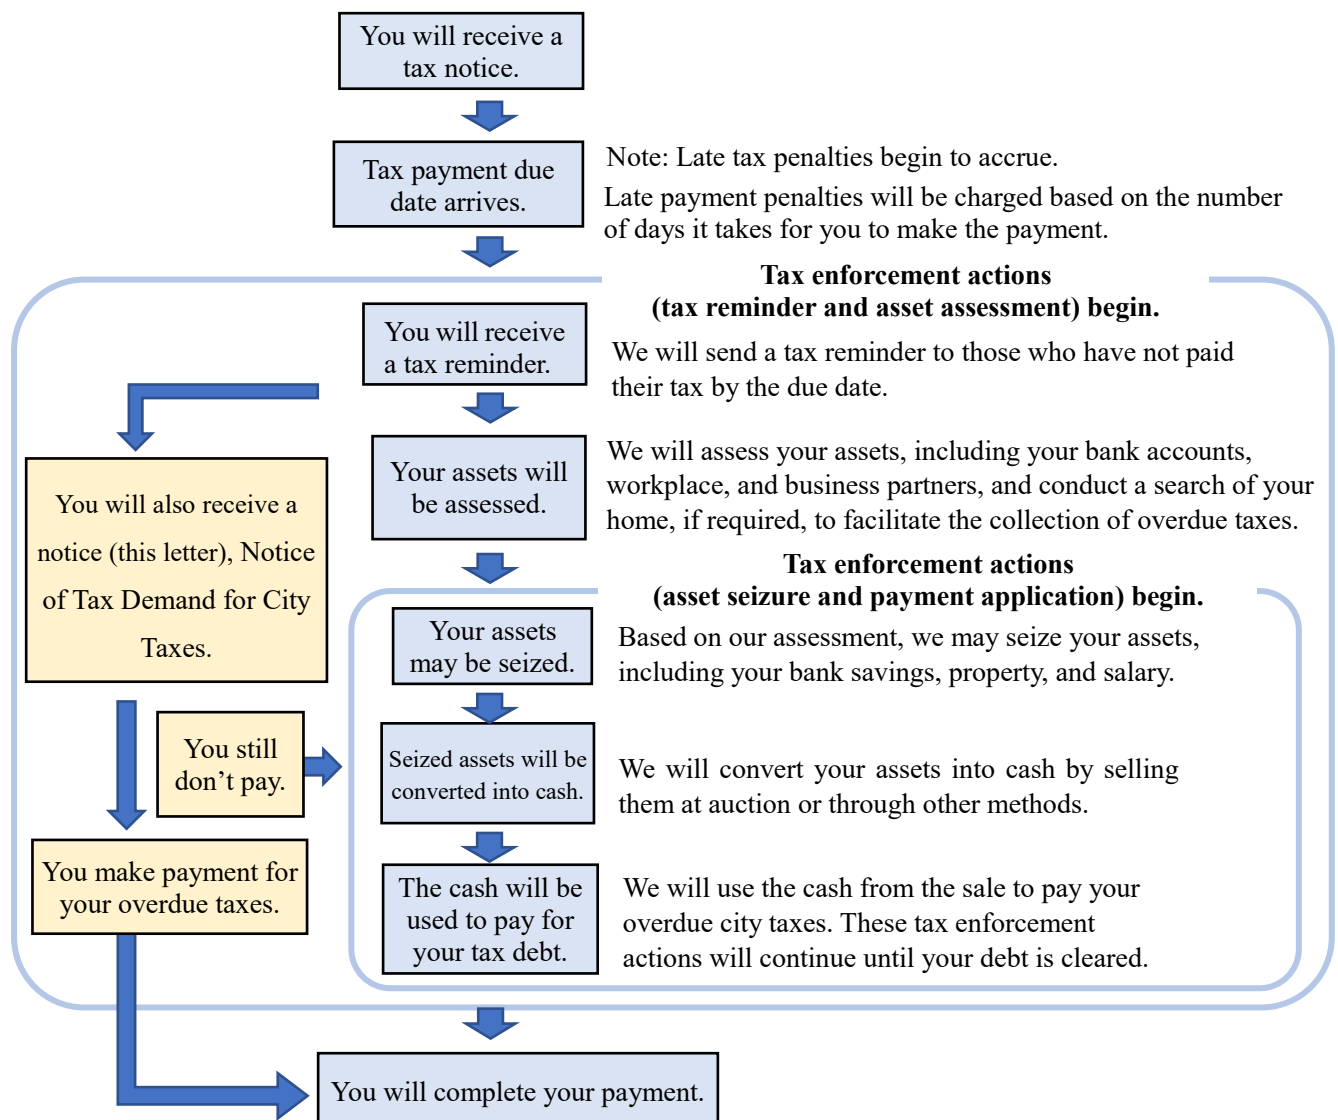 You will receive a
tax notice.
Tax payment due
date arrives.
Note: Late tax penalties begin to accrue.
Late payment penalties will be charged based on the number
of days it takes for you to make the payment.
Tax enforcement actions
(tax reminder and asset assessment) begin.
You will receive
a tax reminder.
We will send a tax reminder to those who have not paid
their tax by the due date.
You will also receive a
notice (this letter), Notice
of Tax Demand for City
Taxes.
Your assets will
be assessed.
We will assess your assets, including your bank accounts,
workplace, and business partners, and conduct a search of your
home, if required, to facilitate the collection of overdue taxes.
Tax enforcement actions
(asset seizure and payment application) begin.
Your assets
may be seized.
Based on our assessment, we may seize your assets,
including your bank savings, property, and salary.
You still
don’t pay.
Seized assets will be
converted into cash.
We will convert your assets into cash by selling
them at auction or through other methods.
You make payment for
your overdue taxes.
The cash will be
used to pay for
your tax debt.
We will use the cash from the sale to pay your
overdue city taxes. These tax enforcement
actions will continue until your debt is cleared.
You will complete your payment.